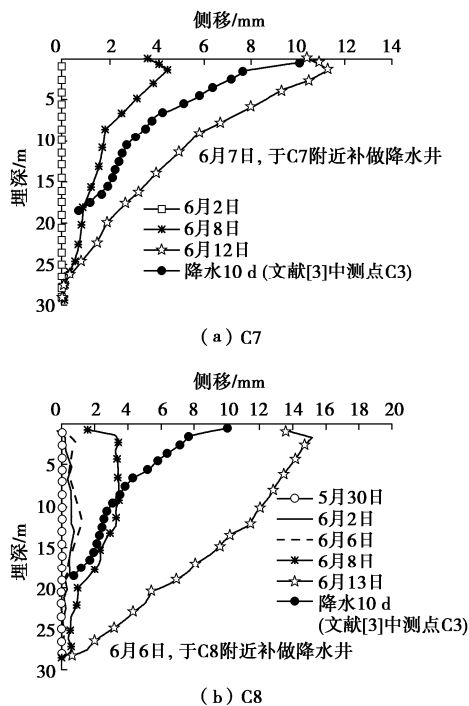 侧移/mm
0 2 4 6 8 10 12 14
5
10
15
20
25
30
埋深/m
6月7日，于C7附近补做降水井
6月2日
6月8日
6月12日
降水10 d (文献[3]中测点C3)
（a）C7
侧移/mm
0 2 4 6 8 10 12 14 16 18 20
5
10
15
20
25
30
埋深/m
5月30日
6月2日
6月6日
6月8日
6月13日
降水10 d
(文献[3]中测点C3)
6月6日，于C8附近补做降水井
（b）C8